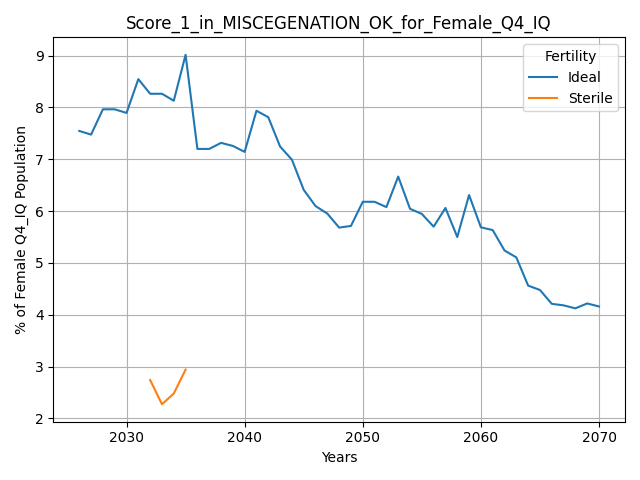 Score_1_in_MISCEGENATION_OK_for_Female_Q4_IQ
Fertility
Ideal
Sterile
% of Female Q4_IQ Population
9
8
7
6
5
4
3
2
2030 2040 2050 2060 2070
Years